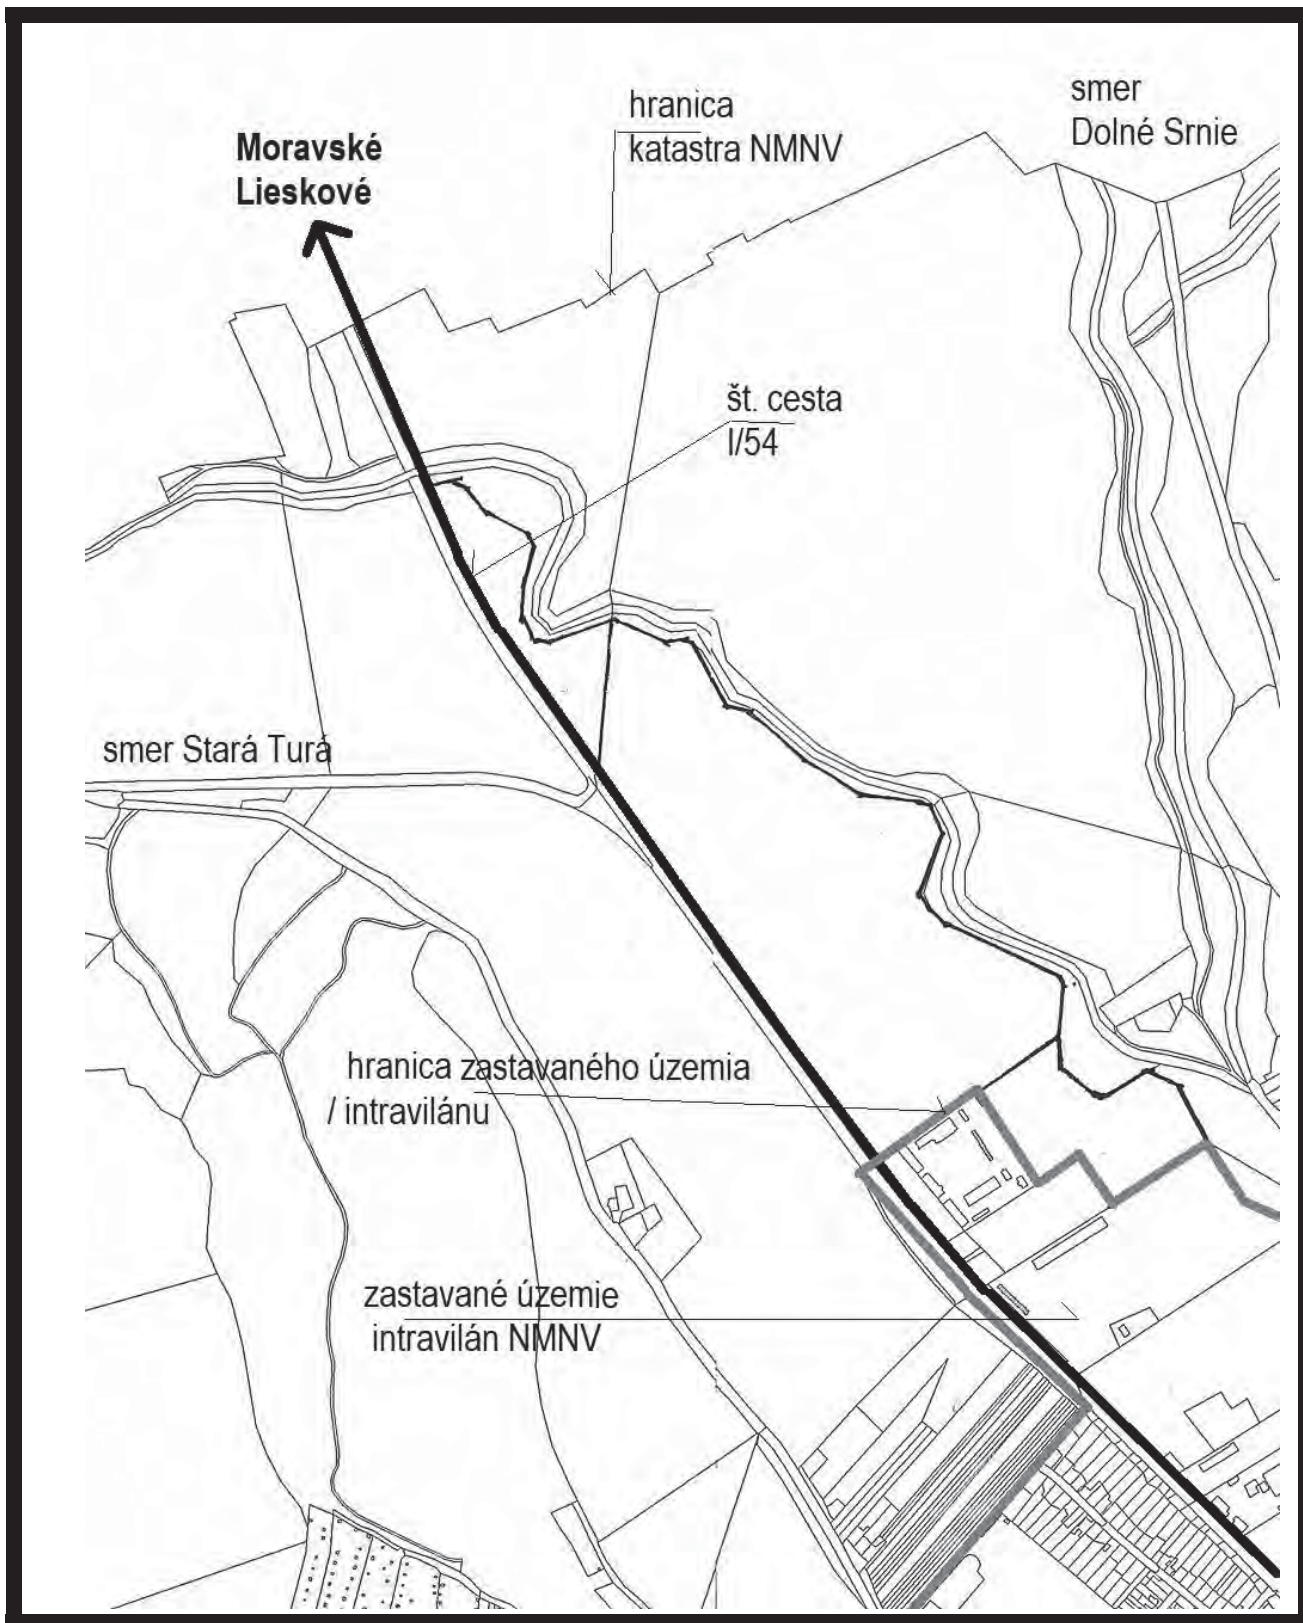 smer
Dolné Srnie
hranica
katastra NMNV
Moravské
Lieskové
št. cesta
I/54
smer Stará Turá
hranica zastavaného územia
/ intravilánu
zastavané územie
intravilán NMNV